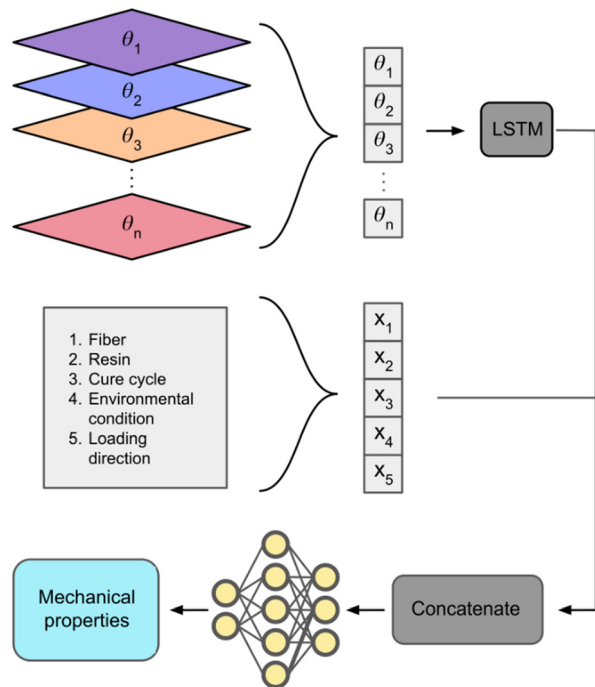 θ1
θ2
θ3
θn
θ1
θ2
θ3
θn
LSTM
1. Fiber
2. Resin
3. Cure cycle
4. Environmental
condition
5. Loading
direction
x1
x2
x3
x4
x5
Mechanical
properties
Concatenate